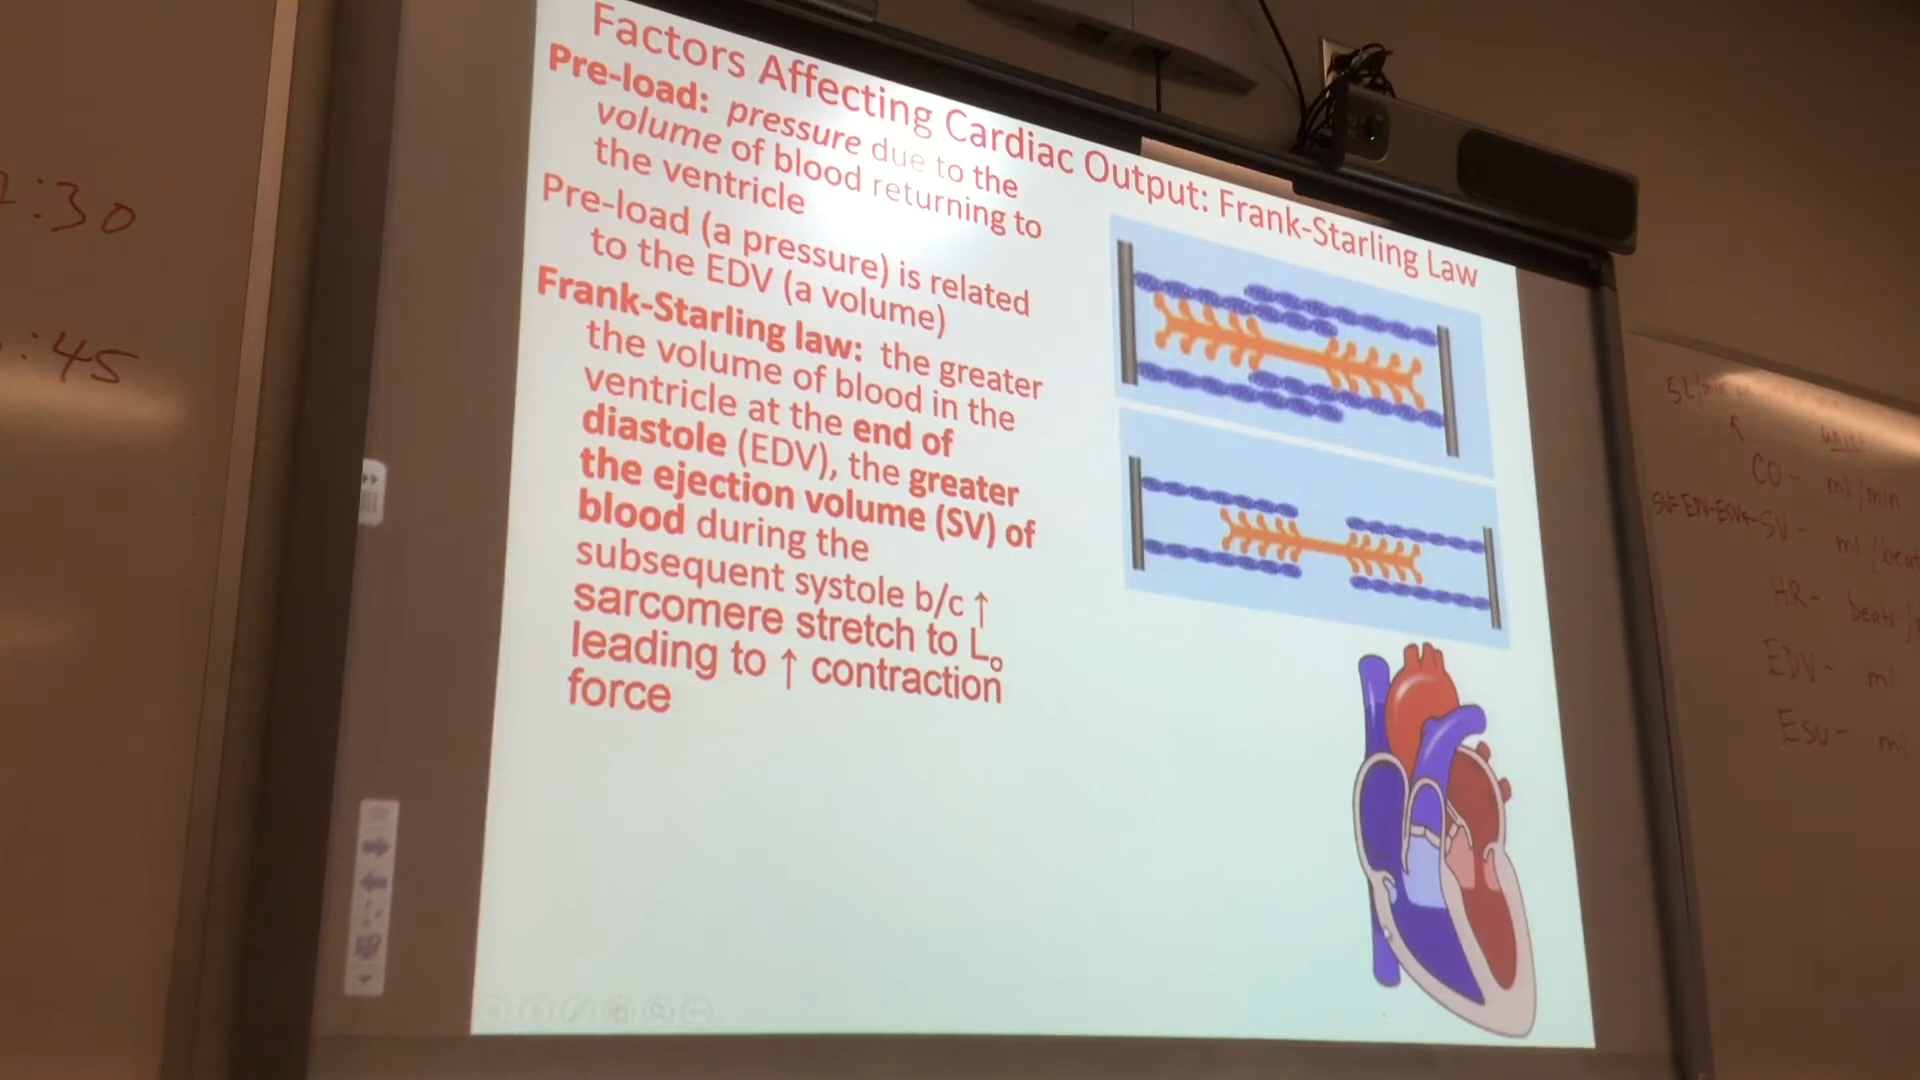 Factors Affecting Cardiac Output: Frank-Starling Law
Pre-load: pressure due to the
volume of blood returning to
the ventricle
Pre-load (a pressure) is related
to the EDV (a volume)
Frank-Starling law: the greater
the volume of blood in the
ventricle at the end of
diastole (EDV), the greater
the ejection volume (SV) of
blood during the
subsequent systole b/c ↑
sarcomere stretch to Lₒ
leading to ↑ contraction
force
:30
:45
5L/
units
CO - ml/min
SV - ml/beat
HR - beats/
EDV - ml
ESV - ml